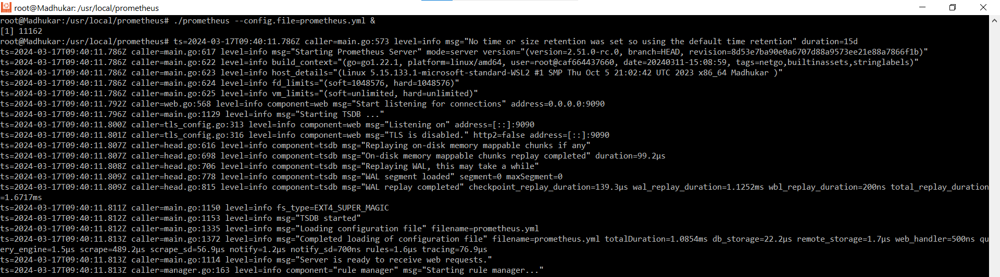 root@Madhukar: /usr/local/prometheus
root@Madhukar:/usr/local/prometheus# ./prometheus --config.file=prometheus.yml &
[1] 11162
root@Madhukar:/usr/local/prometheus# ts=2024-03-17T09:40:11.786Z caller=main.go:573 level=info msg="No time or size retention was set so using the default time retention" duration=15d
ts=2024-03-17T09:40:11.786Z caller=main.go:617 level=info msg="Starting Prometheus Server" mode=server version="(version=2.51.0-rc.0, branch=HEAD, revision=8d53e7ba90e0a6707d88a9573ee21e88a7866f1b)"
ts=2024-03-17T09:40:11.786Z caller=main.go:622 level=info build_context="(go=go1.22.1, platform=linux/amd64, user=root@caf664437660, date=20240311-15:08:59, tags=netgo,builtinassets,stringlabels)"
ts=2024-03-17T09:40:11.786Z caller=main.go:623 level=info host_details="(Linux 5.15.133.1-microsoft-standard-WSL2 #1 SMP Thu Oct 5 21:02:42 UTC 2023 x86_64 Madhukar )"
ts=2024-03-17T09:40:11.786Z caller=main.go:624 level=info fd_limits="(soft=1048576, hard=1048576)"
ts=2024-03-17T09:40:11.786Z caller=main.go:625 level=info vm_limits="(soft=unlimited, hard=unlimited)"
ts=2024-03-17T09:40:11.792Z caller=web.go:568 level=info component=web msg="Start listening for connections" address=0.0.0.0:9090
ts=2024-03-17T09:40:11.796Z caller=main.go:1129 level=info msg="Starting TSDB ..."
ts=2024-03-17T09:40:11.800Z caller=tls_config.go:313 level=info component=web msg="Listening on" address=[::]:9090
ts=2024-03-17T09:40:11.801Z caller=tls_config.go:316 level=info component=web msg="TLS is disabled." http2=false address=[::]:9090
ts=2024-03-17T09:40:11.807Z caller=head.go:616 level=info component=tsdb msg="Replaying on-disk memory mappable chunks if any"
ts=2024-03-17T09:40:11.807Z caller=head.go:698 level=info component=tsdb msg="On-disk memory mappable chunks replay completed" duration=99.2µs
ts=2024-03-17T09:40:11.808Z caller=head.go:706 level=info component=tsdb msg="Replaying WAL, this may take a while"
ts=2024-03-17T09:40:11.809Z caller=head.go:778 level=info component=tsdb msg="WAL segment loaded" segment=0 maxSegment=0
ts=2024-03-17T09:40:11.809Z caller=head.go:815 level=info component=tsdb msg="WAL replay completed" checkpoint_replay_duration=139.3µs wal_replay_duration=1.1252ms wbl_replay_duration=200ns total_replay_duration
=1.6717ms
ts=2024-03-17T09:40:11.811Z caller=main.go:1150 level=info fs_type=EXT4_SUPER_MAGIC
ts=2024-03-17T09:40:11.812Z caller=main.go:1153 level=info msg="TSDB started"
ts=2024-03-17T09:40:11.812Z caller=main.go:1335 level=info msg="Loading configuration file" filename=prometheus.yml
ts=2024-03-17T09:40:11.813Z caller=main.go:1372 level=info msg="Completed loading of configuration file" filename=prometheus.yml totalDuration=1.0854ms db_storage=22.2µs remote_storage=1.7µs web_handler=500ns qu
ery_engine=1.5µs scrape=489.2µs scrape_sd=56.9µs notify=1.2µs notify_sd=700ns rules=1.6µs tracing=76.9µs
ts=2024-03-17T09:40:11.813Z caller=main.go:1114 level=info msg="Server is ready to receive web requests."
ts=2024-03-17T09:40:11.813Z caller=manager.go:163 level=info component="rule manager" msg="Starting rule manager..."